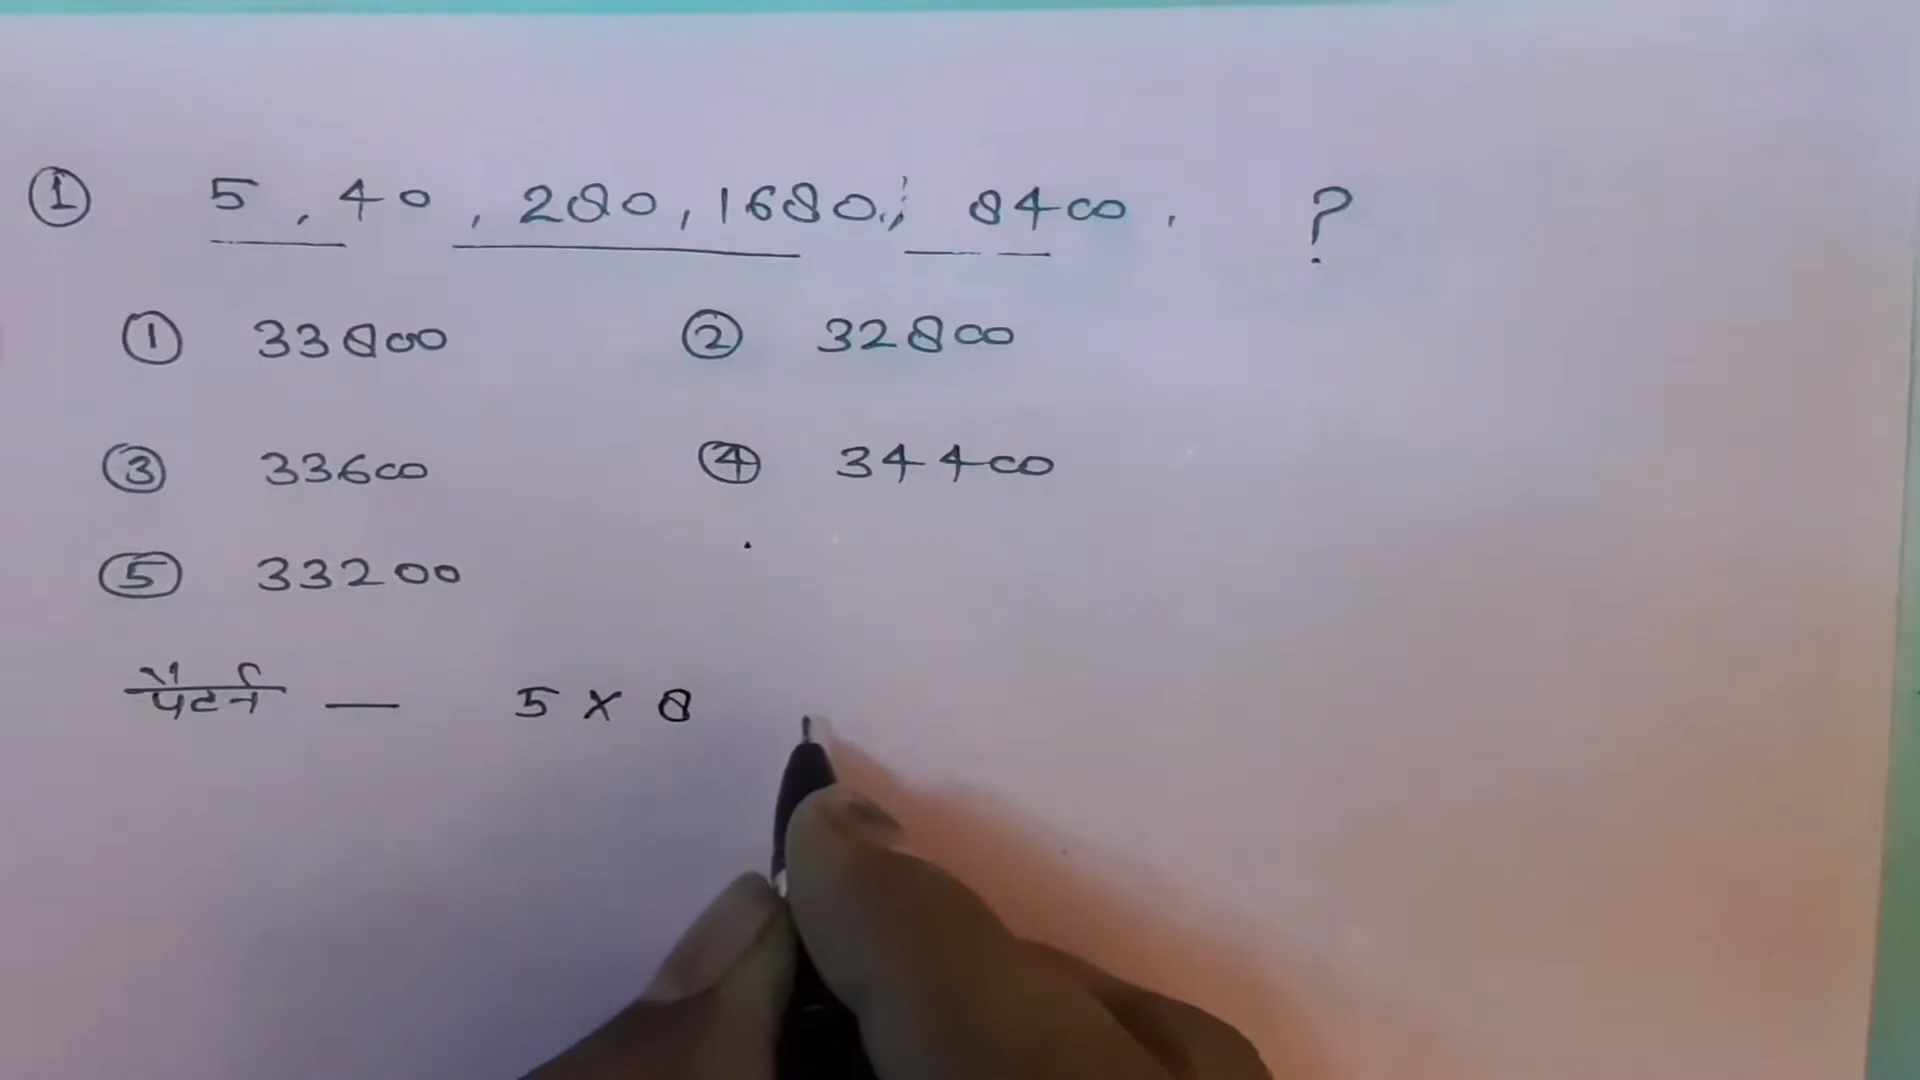 ① 5, 40, 280, 1680, 8400, ?
① 33800 ② 32800
③ 33600 ④ 34400
⑤ 33200
पैटर्न — 5 × 8